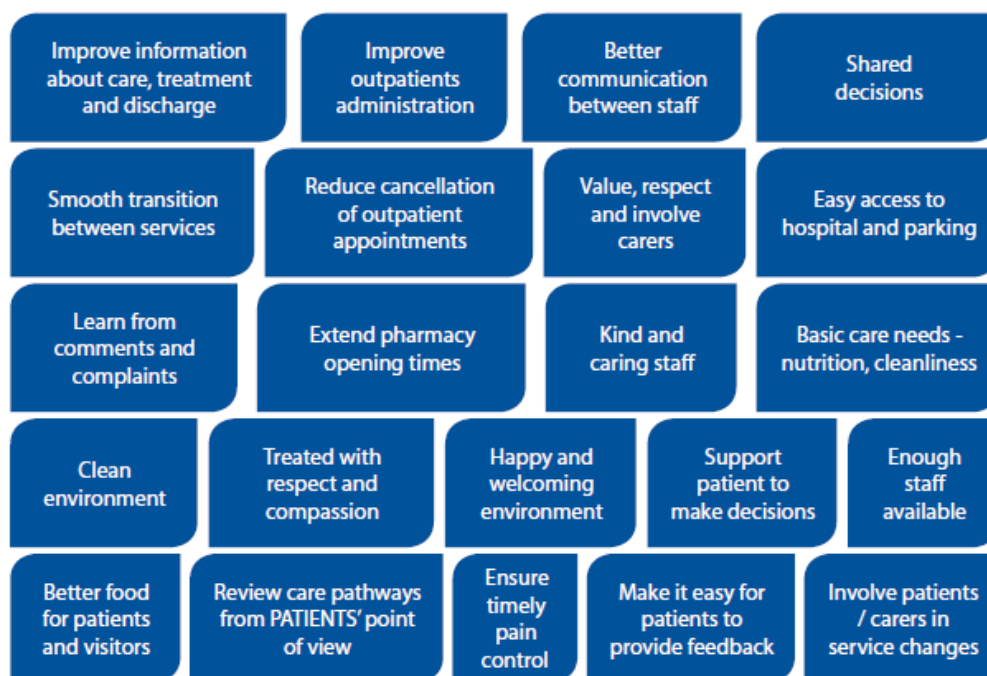 Improve information
about care, treatment
and discharge
Improve
outpatients
administration
Better
communication
between staff
Shared
decisions
Smooth transition
between services
Reduce cancellation
of outpatient
appointments
Value, respect
and involve
carers
Easy access to
hospital and parking
Learn from
comments and
complaints
Extend pharmacy
opening times
Kind and
caring staff
Basic care needs -
nutrition, cleanliness
Clean
environment
Treated with
respect and
compassion
Happy and
welcoming
environment
Support
patient to
make decisions
Enough
staff
available
Better food
for patients
and visitors
Review care pathways
from PATIENTS’ point
of view
Ensure
timely
pain
control
Make it easy for
patients to
provide feedback
Involve patients
/ carers in
service changes